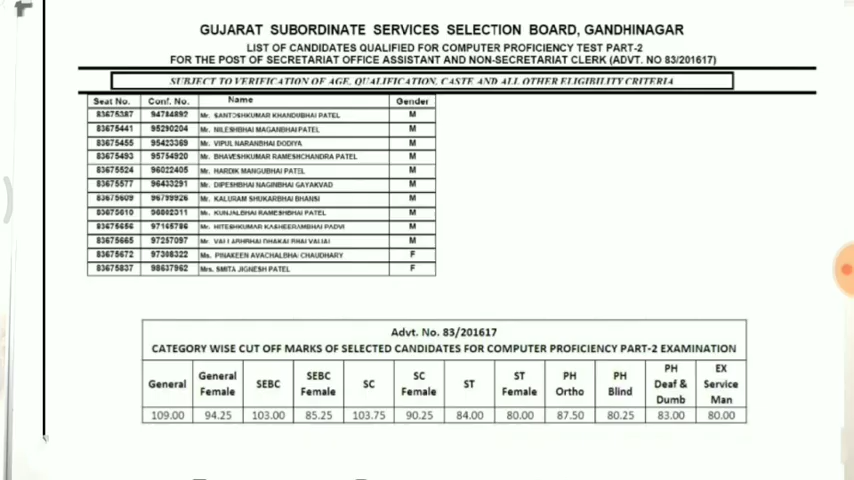 GUJARAT SUBORDINATE SERVICES SELECTION BOARD, GANDHINAGAR
LIST OF CANDIDATES QUALIFIED FOR COMPUTER PROFICIENCY TEST PART-2
FOR THE POST OF SECRETARIAT OFFICE ASSISTANT AND NON-SECRETARIAT CLERK (ADVT. NO 83/201617)
SUBJECT TO VERIFICATION OF AGE, QUALIFICATION, CASTE AND ALL OTHER ELIGIBILITY CRITERIA
Seat No. Conf. No. Name Gender
83675387 94784892 Mr. SANTOSHKUMAR KHANDUBHAI PATEL M
83675441 95290204 Mr. NILESHBHAI MAGANBHAI PATEL M
83675455 95423369 Mr. VIPUL NARANBHAI DODIYA M
83675493 95754920 Mr. BHAVESHKUMAR RAMESHCHANDRA PATEL M
83675524 96022405 Mr. HARDIK MANGUBHAI PATEL M
83675577 96433291 Mr. DIPESHBHAI NAGINBHAI GAYAKVAD M
83675609 96799926 Mr. KALURAM SHUKARBHAI BHANSI M
83675610 Mr. KUNJALBHAI RAMESHBHAI PATEL M
83675656 97165786 Mr. HITESHKUMAR KASHEERAMBHAI PADVI M
83675665 97257097 Mr. M
83675672 97308322 Ms. PINAKEEN AVACHALBHAI CHAUDHARY F
83675837 98637962 Mrs. SMITA JIGNESH PATEL F
Advt. No. 83/201617
CATEGORY WISE CUT OFF MARKS OF SELECTED CANDIDATES FOR COMPUTER PROFICIENCY PART-2 EXAMINATION
General General Female SEBC SEBC Female SC SC Female ST ST Female PH Ortho PH Blind PH Deaf & Dumb EX Service Man
109.00 94.25 103.00 85.25 103.75 90.25 84.00 80.00 87.50 80.25 83.00 80.00